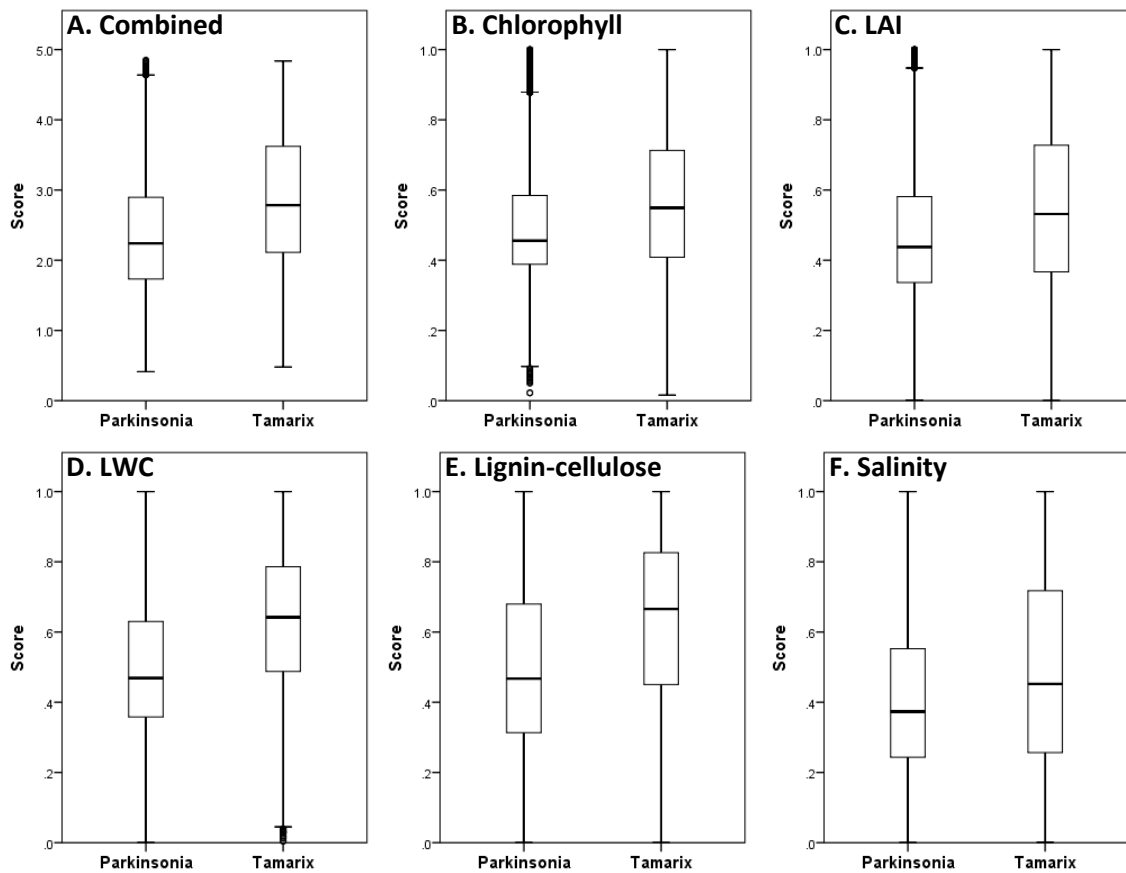 A. Combined
5.0
4.0
3.0
2.0
1.0
.0
Score
Parkinsonia Tamarix
B. Chlorophyll
1.0
.8
.6
.4
.2
.0
Score
Parkinsonia Tamarix
C. LAI
1.0
.8
.6
.4
.2
.0
Score
Parkinsonia Tamarix
D. LWC
1.0
.8
.6
.4
.2
.0
Score
Parkinsonia Tamarix
E. Lignin-cellulose
1.0
.8
.6
.4
.2
.0
Score
Parkinsonia Tamarix
F. Salinity
1.0
.8
.6
.4
.2
.0
Score
Parkinsonia Tamarix